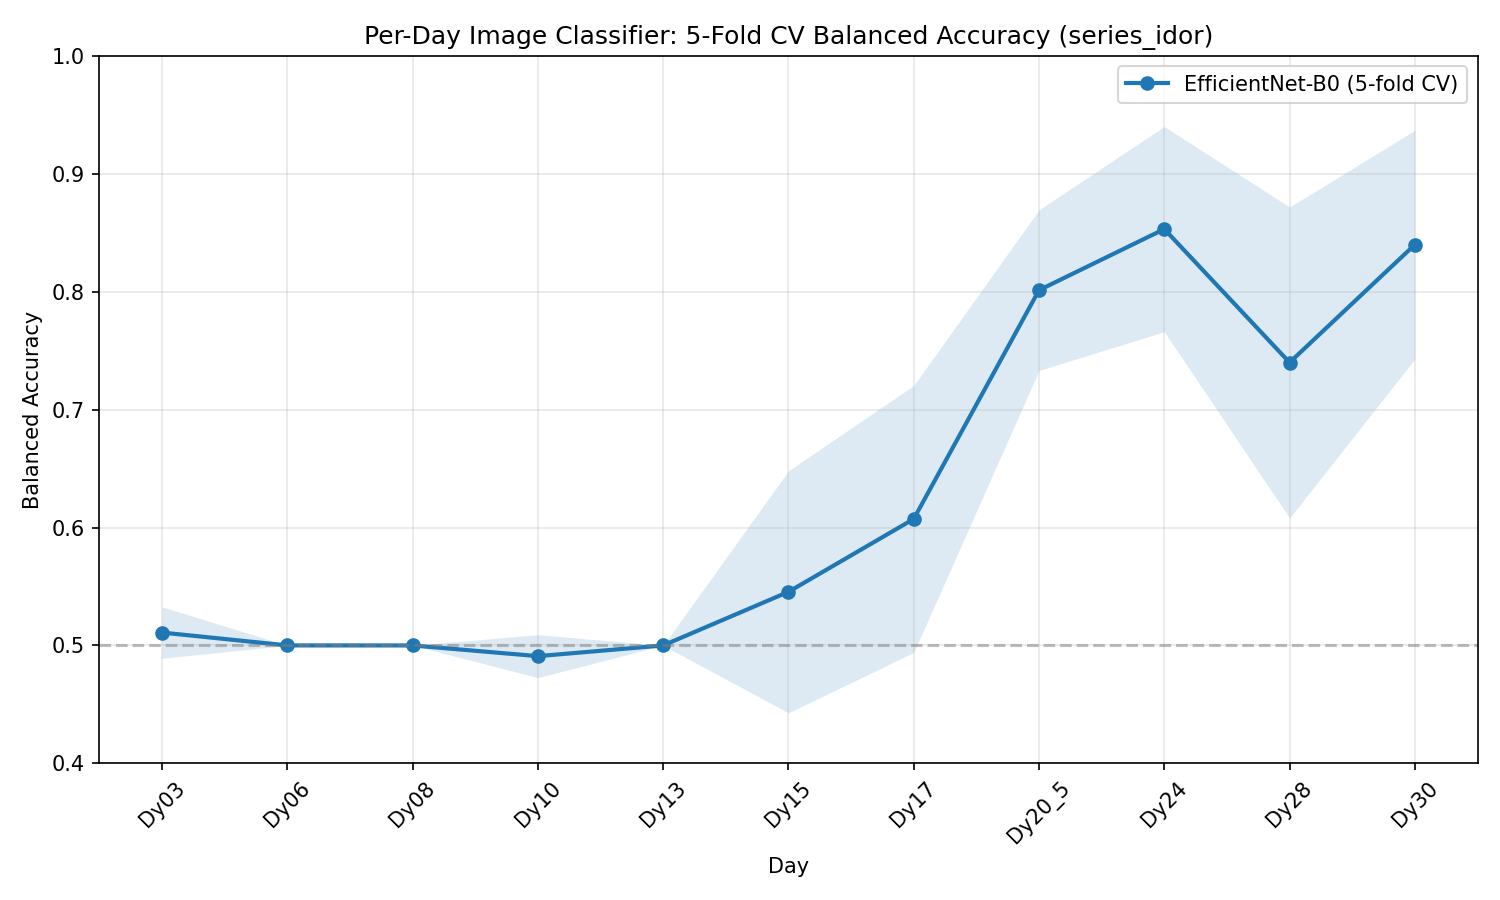 Per-Day Image Classifier: 5-Fold CV Balanced Accuracy (series_idor)
EfficientNet-B0 (5-fold CV)
Balanced Accuracy
1.0
0.9
0.8
0.7
0.6
0.5
0.4
Dy03
Dy06
Dy08
Dy10
Dy13
Dy15
Dy17
Dy20_5
Dy24
Dy28
Dy30
Day